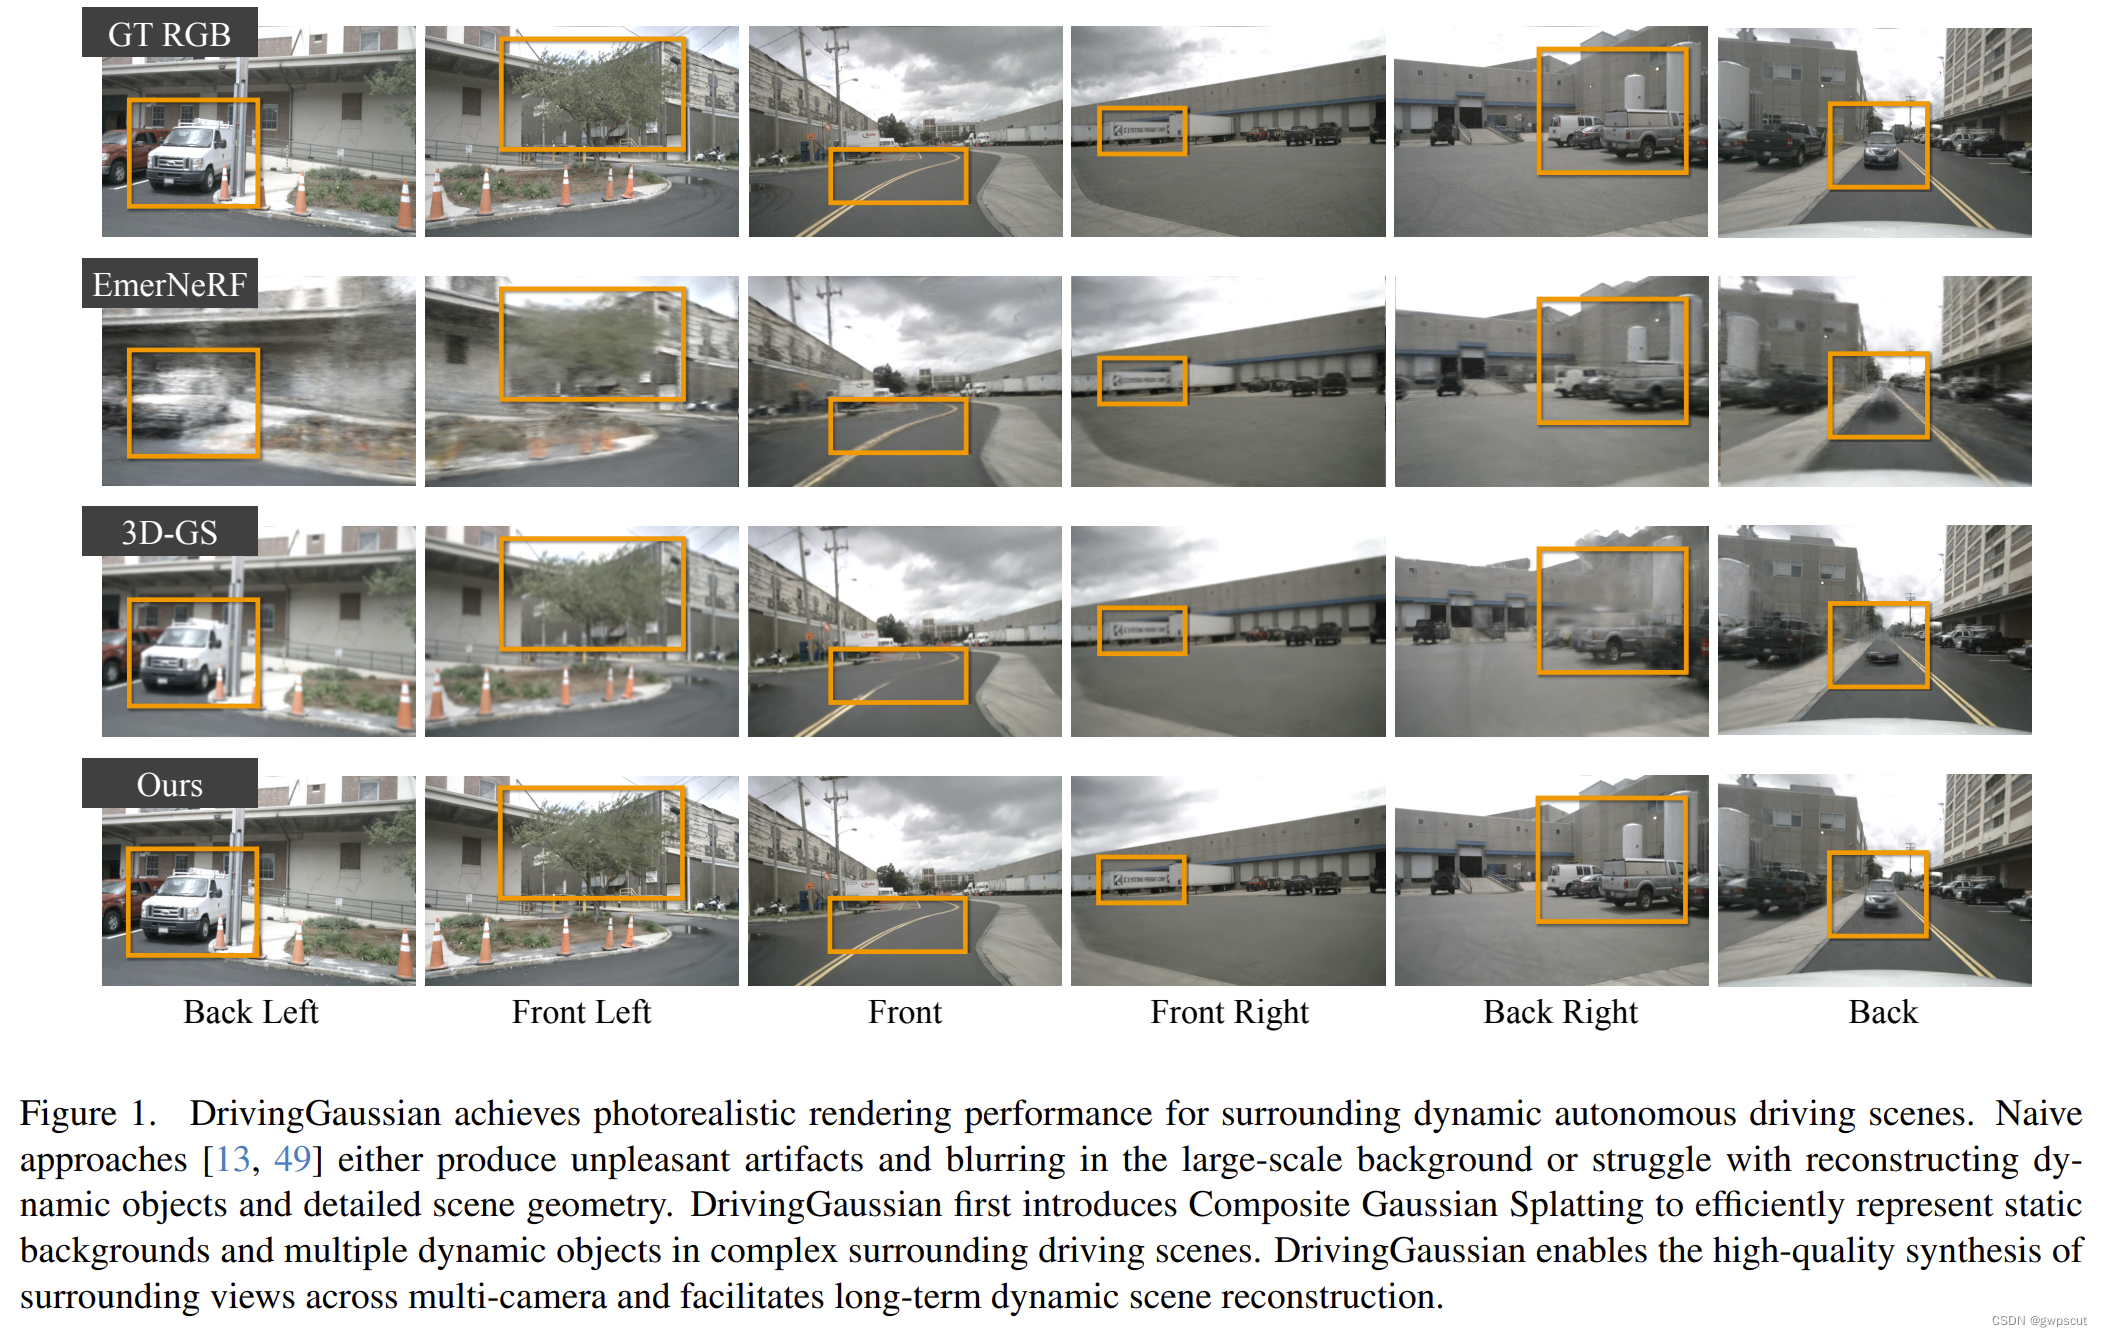 GT RGB
EmerNeRF
3D-GS
Ours
Back Left
Front Left
Front
Front Right
Back Right
Back
Figure 1. DrivingGaussian achieves photorealistic rendering performance for surrounding dynamic autonomous driving scenes. Naive
approaches [13, 49] either produce unpleasant artifacts and blurring in the large-scale background or struggle with reconstructing dy-
namic objects and detailed scene geometry. DrivingGaussian first introduces Composite Gaussian Splatting to efficiently represent static
backgrounds and multiple dynamic objects in complex surrounding driving scenes. DrivingGaussian enables the high-quality synthesis of
surrounding views across multi-camera and facilitates long-term dynamic scene reconstruction.
CSDN @gwpscut